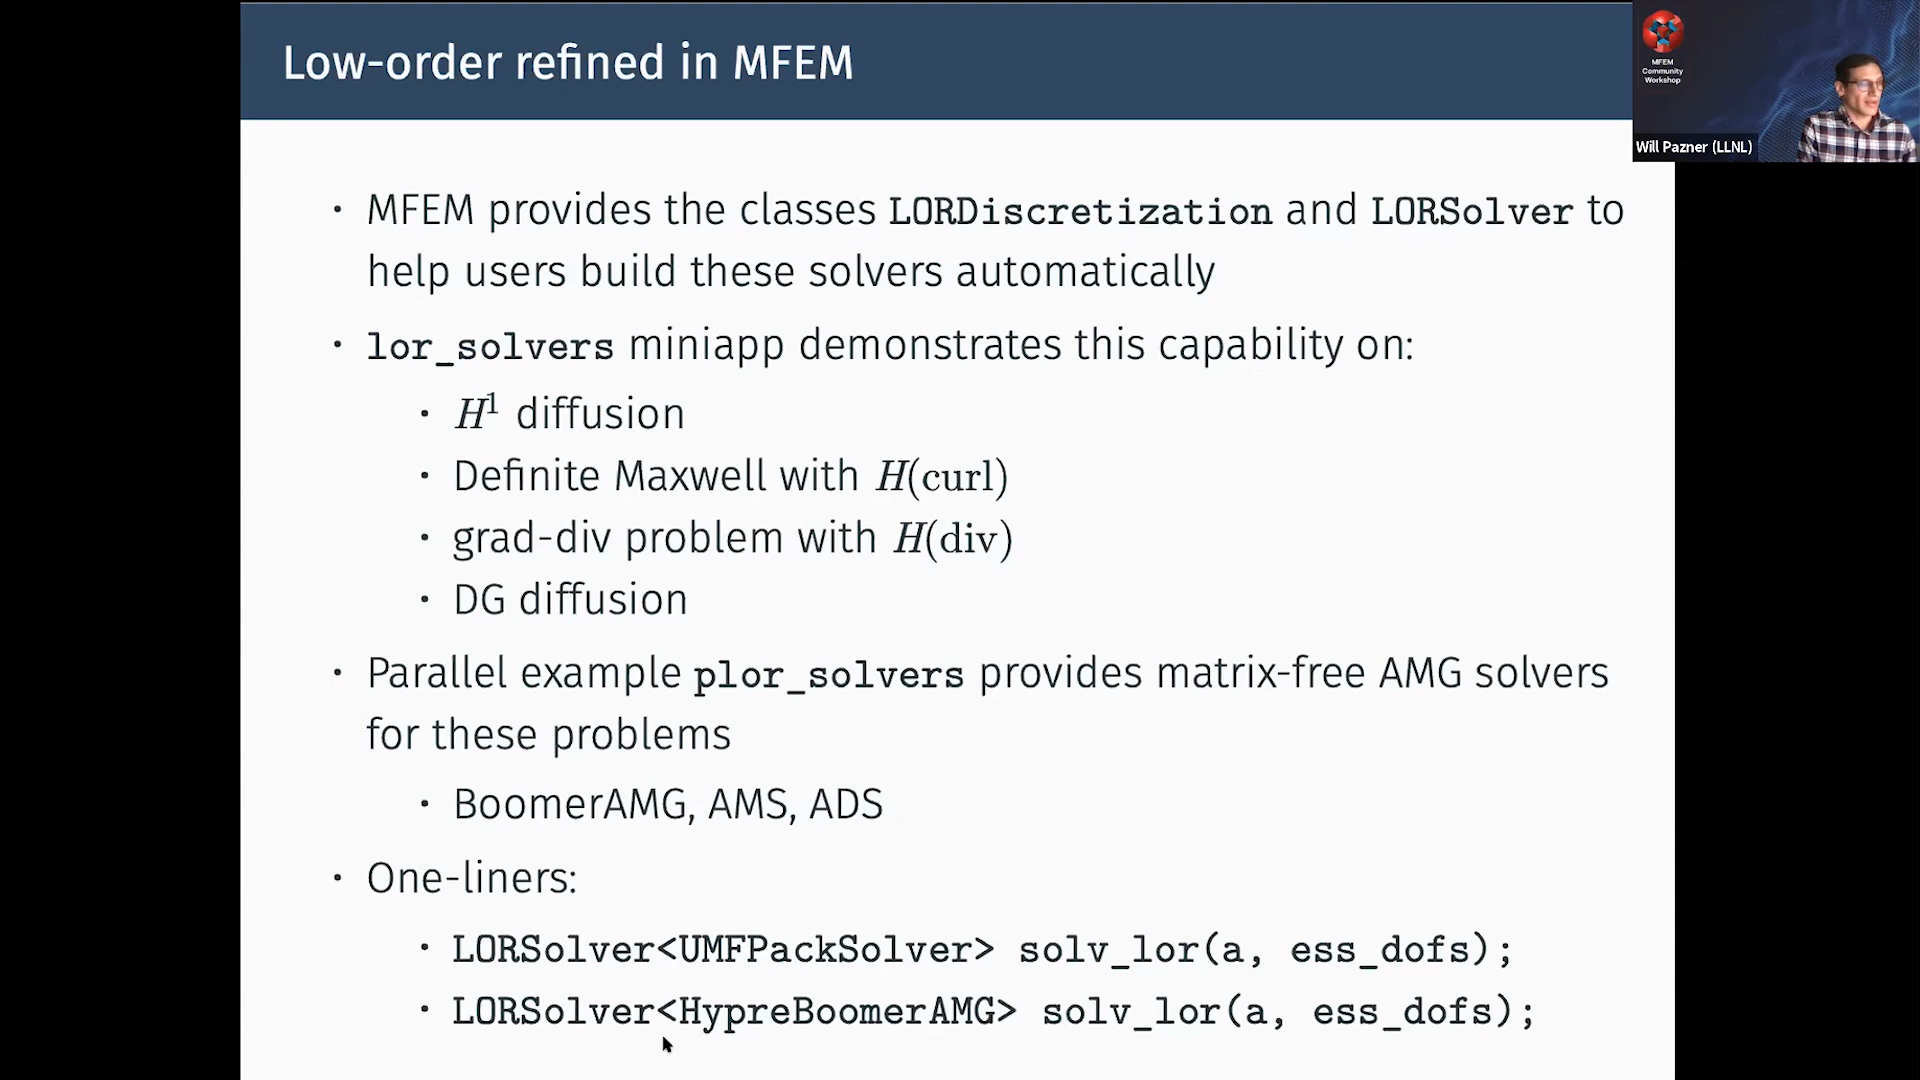 Low-order refined in MFEM
MFEM
Community
Workshop
Will Pazner (LLNL)
• MFEM provides the classes LORDiscretization and LORSolver to
help users build these solvers automatically
• lor_solvers miniapp demonstrates this capability on:
• H¹ diffusion
• Definite Maxwell with H(curl)
• grad-div problem with H(div)
• DG diffusion
• Parallel example plor_solvers provides matrix-free AMG solvers
for these problems
• BoomerAMG, AMS, ADS
• One-liners:
• LORSolver<UMFPackSolver> solv_lor(a, ess_dofs);
• LORSolver<HypreBoomerAMG> solv_lor(a, ess_dofs);